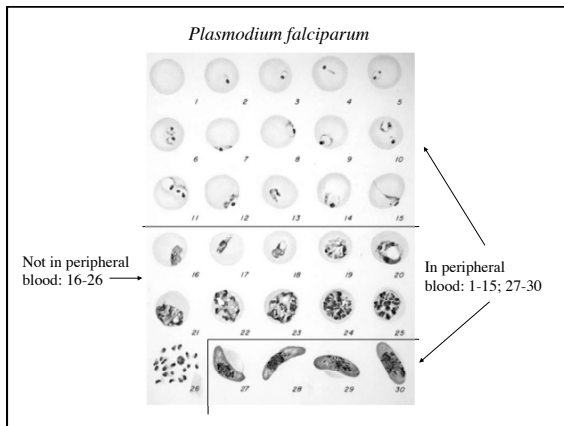 Plasmodium falciparum
1 2 3 4 5
6 7 8 9 10
11 12 13 14 15
Not in peripheral
blood: 16-26
16 17 18 19 20
In peripheral
blood: 1-15; 27-30
21 22 23 24 25
26 27 28 29 30